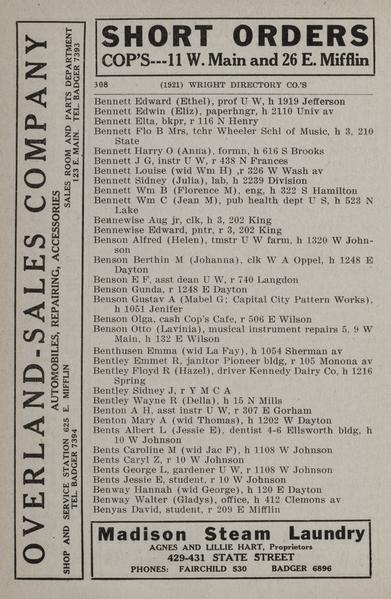 OVERLAND-SALES COMPANY
AUTOMOBILES, REPAIRING, ACCESSORIES
SHOP AND SERVICE STATION 628 E. MIFFLIN
TEL. BADGER 7394
SALES ROOM AND PARTS DEPARTMENT
123 E. MAIN. TEL. BADGER 7393
SHORT ORDERS
COP'S---11 W. Main and 26 E. Mifflin
308 (1921) WRIGHT DIRECTORY CO.'S
Bennett Edward (Ethel), prof U W, h 1919 Jefferson
Bennett Edwin (Eliz), paperhngr, h 2110 Univ av
Bennett Elta, bkpr, r 116 N Henry
Bennett Flo B Mrs, tchr Wheeler Schl of Music, h 3, 210
State
Bennett Harry O (Anna), formn, h 616 S Brooks
Bennett J G, instr U W, r 438 N Frances
Bennett Louise (wid Wm H) ,r 326 W Wash av
Bennett Sidney (Julia), lab, h 2239 Division
Bennett Wm B (Florence M), eng, h 322 S Hamilton
Bennett Wm C (Jean M), pub health dept U S, h 523 N
Lake
Bennewise Aug jr, clk, h 3, 202 King
Bennewise Edward, pntr, r 3, 202 King
Benson Alfred (Helen), tmstr U W farm, h 1320 W John-
son
Benson Berthin M (Johanna), clk W A Oppel, h 1248 E
Dayton
Benson E F, asst dean U W, r 740 Langdon
Benson Gunda, r 1248 E Dayton
Benson Gustav A (Mabel G; Capital City Pattern Works),
h 1051 Jenifer
Benson Olga, cash Cop's Cafe, r 506 E Wilson
Benson Otto (Lavinia), musical instrument repairs 5, 9 W
Main, h 132 E Wilson
Benthusen Emma (wid La Fay), h 1054 Sherman av
Bentley Emmet R, janitor Pioneer bldg, r 105 Monona av
Bentley Floyd R (Hazel), driver Kennedy Dairy Co, h 1216
Spring
Bentley Sidney J, r Y M C A
Bentley Wayne R (Della), h 15 N Mills
Benton A H, asst instr U W, r 307 E Gorham
Benton Mary A (wid Thomas), h 1202 W Dayton
Bents Albert L (Jessie E), dentist 4-6 Ellsworth bldg, h
10 W Johnson
Bents Caroline M (wid Jac F), h 1108 W Johnson
Bents Caryl Z, r 10 W Johnson
Bents George L, gardener U W, r 1108 W Johnson
Bents Jessie E, student, r 10 W Johnson
Benway Hannah (wid George), h 120 E Dayton
Benway Walter (Gladys), office, h 412 Clemons av
Benyas David, student, r 209 E Mifflin
Madison Steam Laundry
AGNES AND LILLIE HART, Proprietors
429-431 STATE STREET
PHONES: FAIRCHILD 530 BADGER 6896